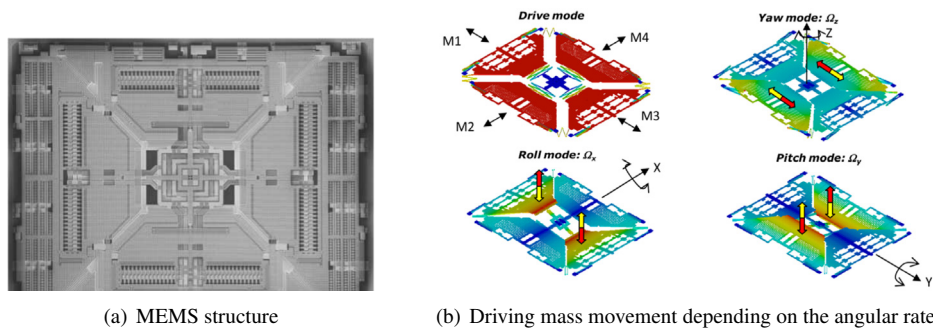 Drive mode
M1
M4
M2
M3
Yaw mode: Ωz
Z
Roll mode: Ωx
X
Pitch mode: Ωy
Y
(a) MEMS structure
(b) Driving mass movement depending on the angular rate